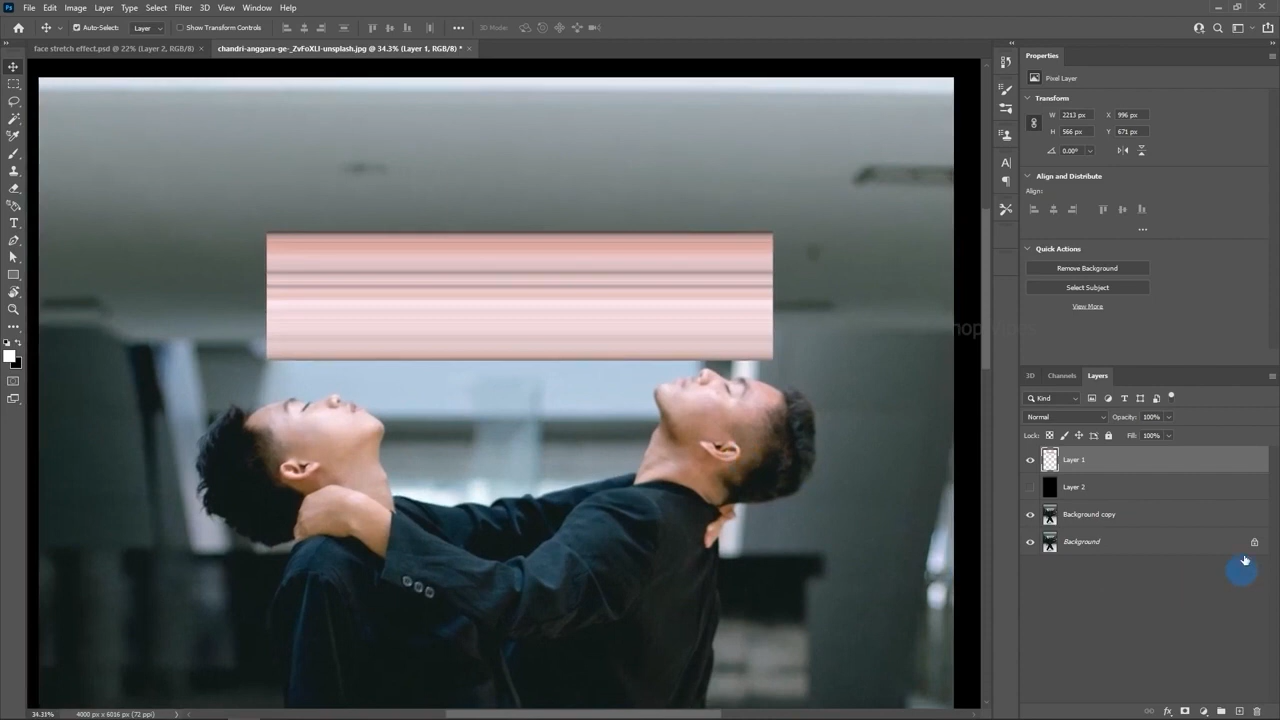 Ps File Edit Image Layer Type Select Filter 3D View Window Help
Auto-Select: Layer Show Transform Controls 3D Mode:
face stretch effect.psd @ 22% (Layer 2, RGB/8) × chandri-anggara-ge-_ZvFoXLI-unsplash.jpg @ 34.3% (Layer 1, RGB/8) * ×
Properties
Pixel Layer
Transform
W 2213 px X 996 px
H 566 px Y 671 px
0.00°
Align and Distribute
Align:
Quick Actions
Remove Background
Select Subject
View More
3D Channels Layers
Kind
Normal Opacity: 100%
Lock: Fill: 100%
Layer 1
Layer 2
Background copy
Background
34.31% 4000 px x 6016 px (72 ppi)